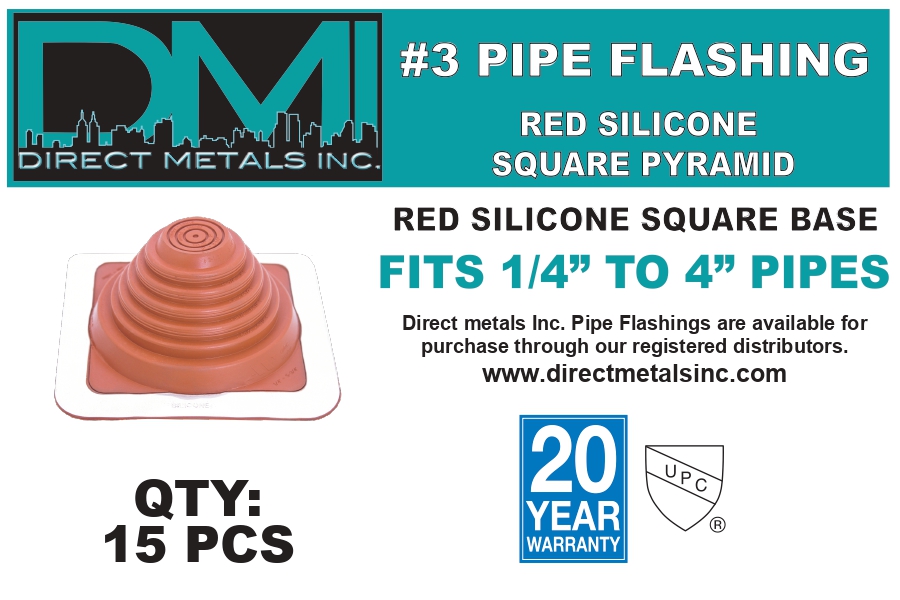 DMI
DIRECT METALS INC.
#3 PIPE FLASHING
RED SILICONE
SQUARE PYRAMID
RED SILICONE SQUARE BASE
FITS 1/4” TO 4” PIPES
Direct metals Inc. Pipe Flashings are available for
purchase through our registered distributors.
www.directmetalsinc.com
QTY:
15 PCS
20
YEAR
WARRANTY
UPC
®